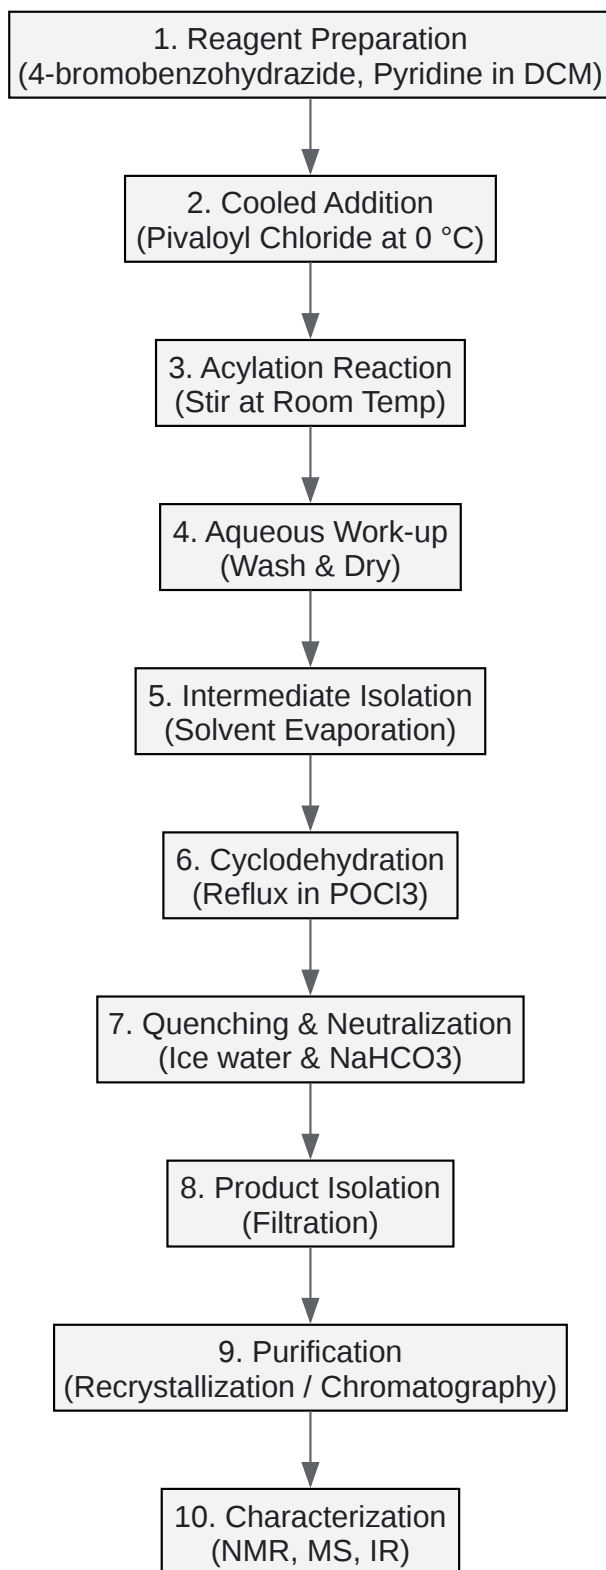 1. Reagent Preparation
(4-bromobenzohydrazide, Pyridine in DCM)
2. Cooled Addition
(Pivaloyl Chloride at 0 °C)
3. Acylation Reaction
(Stir at Room Temp)
4. Aqueous Work-up
(Wash & Dry)
5. Intermediate Isolation
(Solvent Evaporation)
6. Cyclodehydration
(Reflux in POCl3)
7. Quenching & Neutralization
(Ice water & NaHCO3)
8. Product Isolation
(Filtration)
9. Purification
(Recrystallization / Chromatography)
10. Characterization
(NMR, MS, IR)